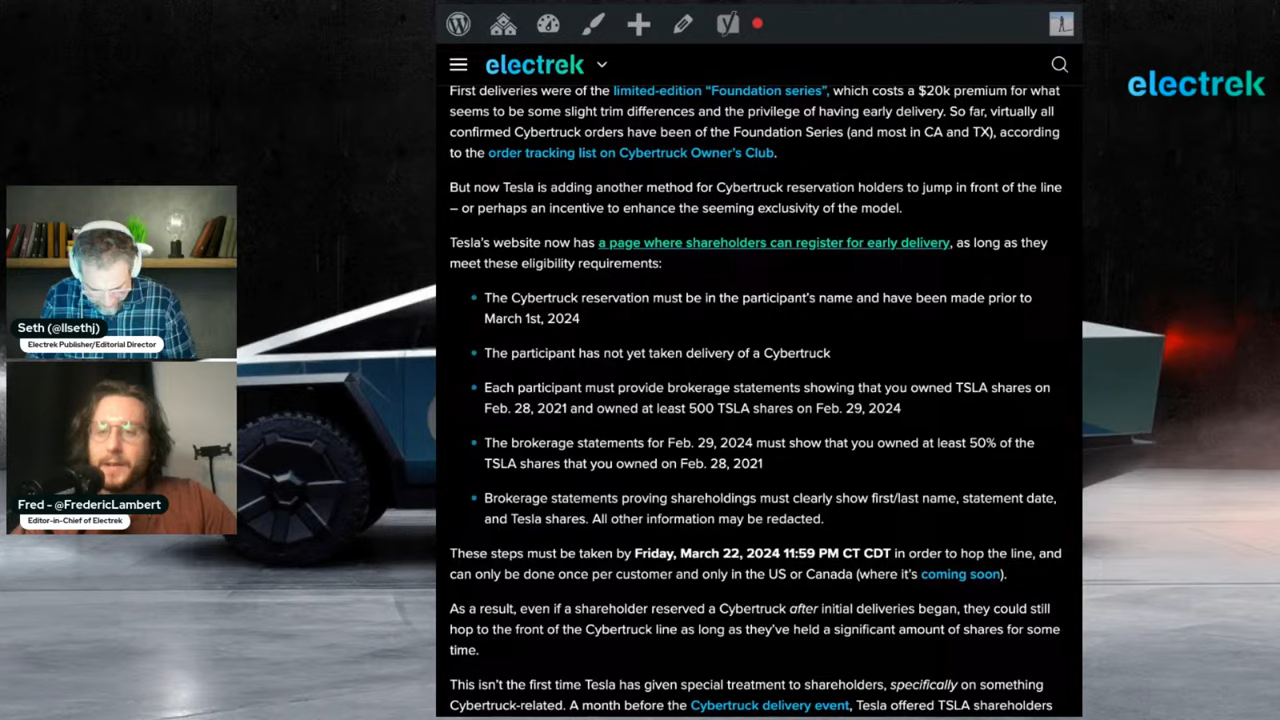 electrek
electrek
First deliveries were of the limited-edition “Foundation series”, which costs a $20k premium for what
seems to be some slight trim differences and the privilege of having early delivery. So far, virtually all
confirmed Cybertruck orders have been of the Foundation Series (and most in CA and TX), according
to the order tracking list on Cybertruck Owner’s Club.
But now Tesla is adding another method for Cybertruck reservation holders to jump in front of the line
– or perhaps an incentive to enhance the seeming exclusivity of the model.
Tesla’s website now has a page where shareholders can register for early delivery, as long as they
meet these eligibility requirements:
• The Cybertruck reservation must be in the participant’s name and have been made prior to
March 1st, 2024
• The participant has not yet taken delivery of a Cybertruck
• Each participant must provide brokerage statements showing that you owned TSLA shares on
Feb. 28, 2021 and owned at least 500 TSLA shares on Feb. 29, 2024
• The brokerage statements for Feb. 29, 2024 must show that you owned at least 50% of the
TSLA shares that you owned on Feb. 28, 2021
• Brokerage statements proving shareholdings must clearly show first/last name, statement date,
and Tesla shares. All other information may be redacted.
These steps must be taken by Friday, March 22, 2024 11:59 PM CT CDT in order to hop the line, and
can only be done once per customer and only in the US or Canada (where it’s coming soon).
As a result, even if a shareholder reserved a Cybertruck after initial deliveries began, they could still
hop to the front of the Cybertruck line as long as they’ve held a significant amount of shares for some
time.
This isn’t the first time Tesla has given special treatment to shareholders, specifically on something
Cybertruck-related. A month before the Cybertruck delivery event, Tesla offered TSLA shareholders
Seth (@llsethj)
Electrek Publisher/Editorial Director
Fred - @FredericLambert
Editor-in-Chief of Electrek